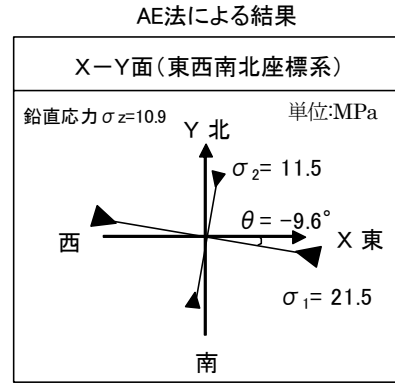 AE法による結果
X－Y面（東西南北座標系）
鉛直応力σz=10.9
単位:MPa
Y 北
σ2= 11.5
θ = −9.6°
西
X 東
σ1= 21.5
南